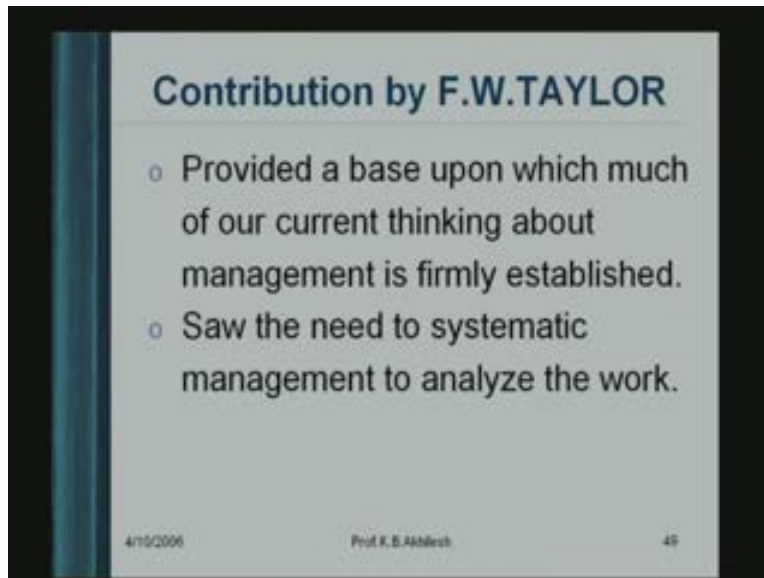 Contribution by F.W.TAYLOR
o Provided a base upon which much
of our current thinking about
management is firmly established.
o Saw the need to systematic
management to analyze the work.
4/10/2006 Prof.K.B.Akhilesh 49